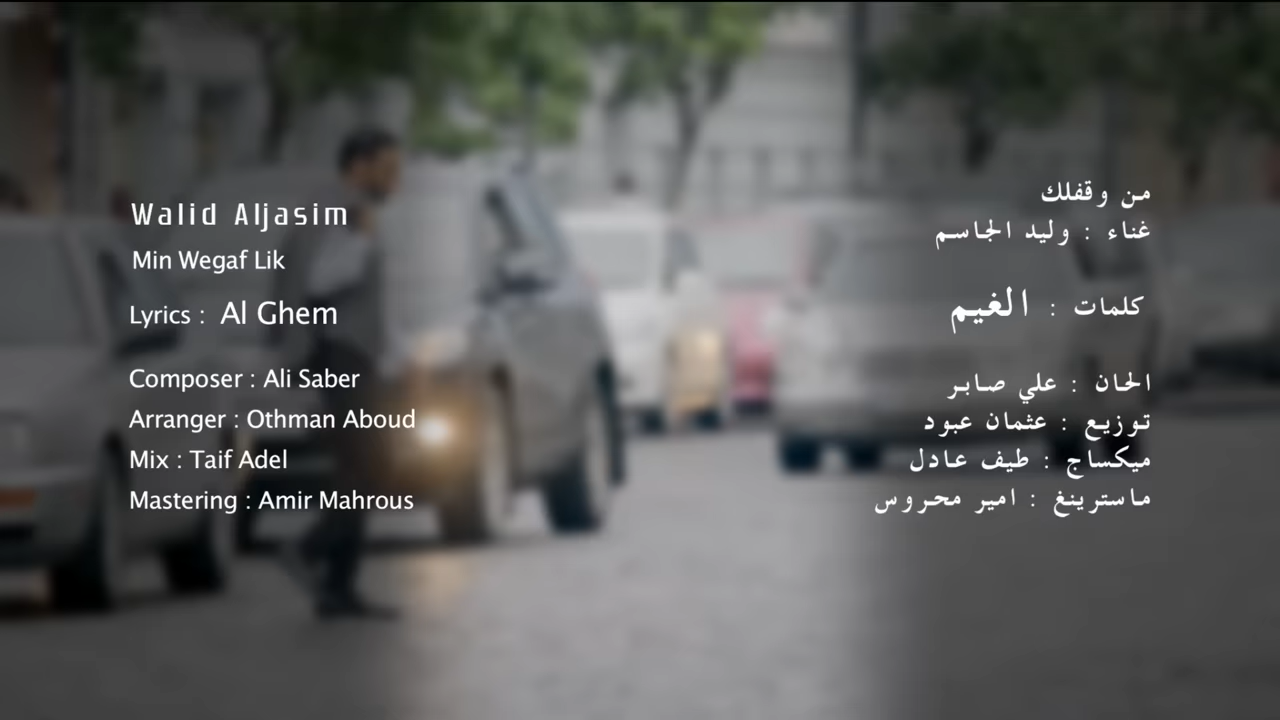 Walid Aljasim
Min Wegaf Lik
Lyrics : Al Ghem
Composer : Ali Saber
Arranger : Othman Aboud
Mix : Taif Adel
Mastering : Amir Mahrous
من وقفلك
غناء : وليد الجاسم
كلمات : الغيم
الحان : علي صابر
توزيع : عثمان عبود
ميكساج : طيف عادل
ماسترينغ : امير محروس